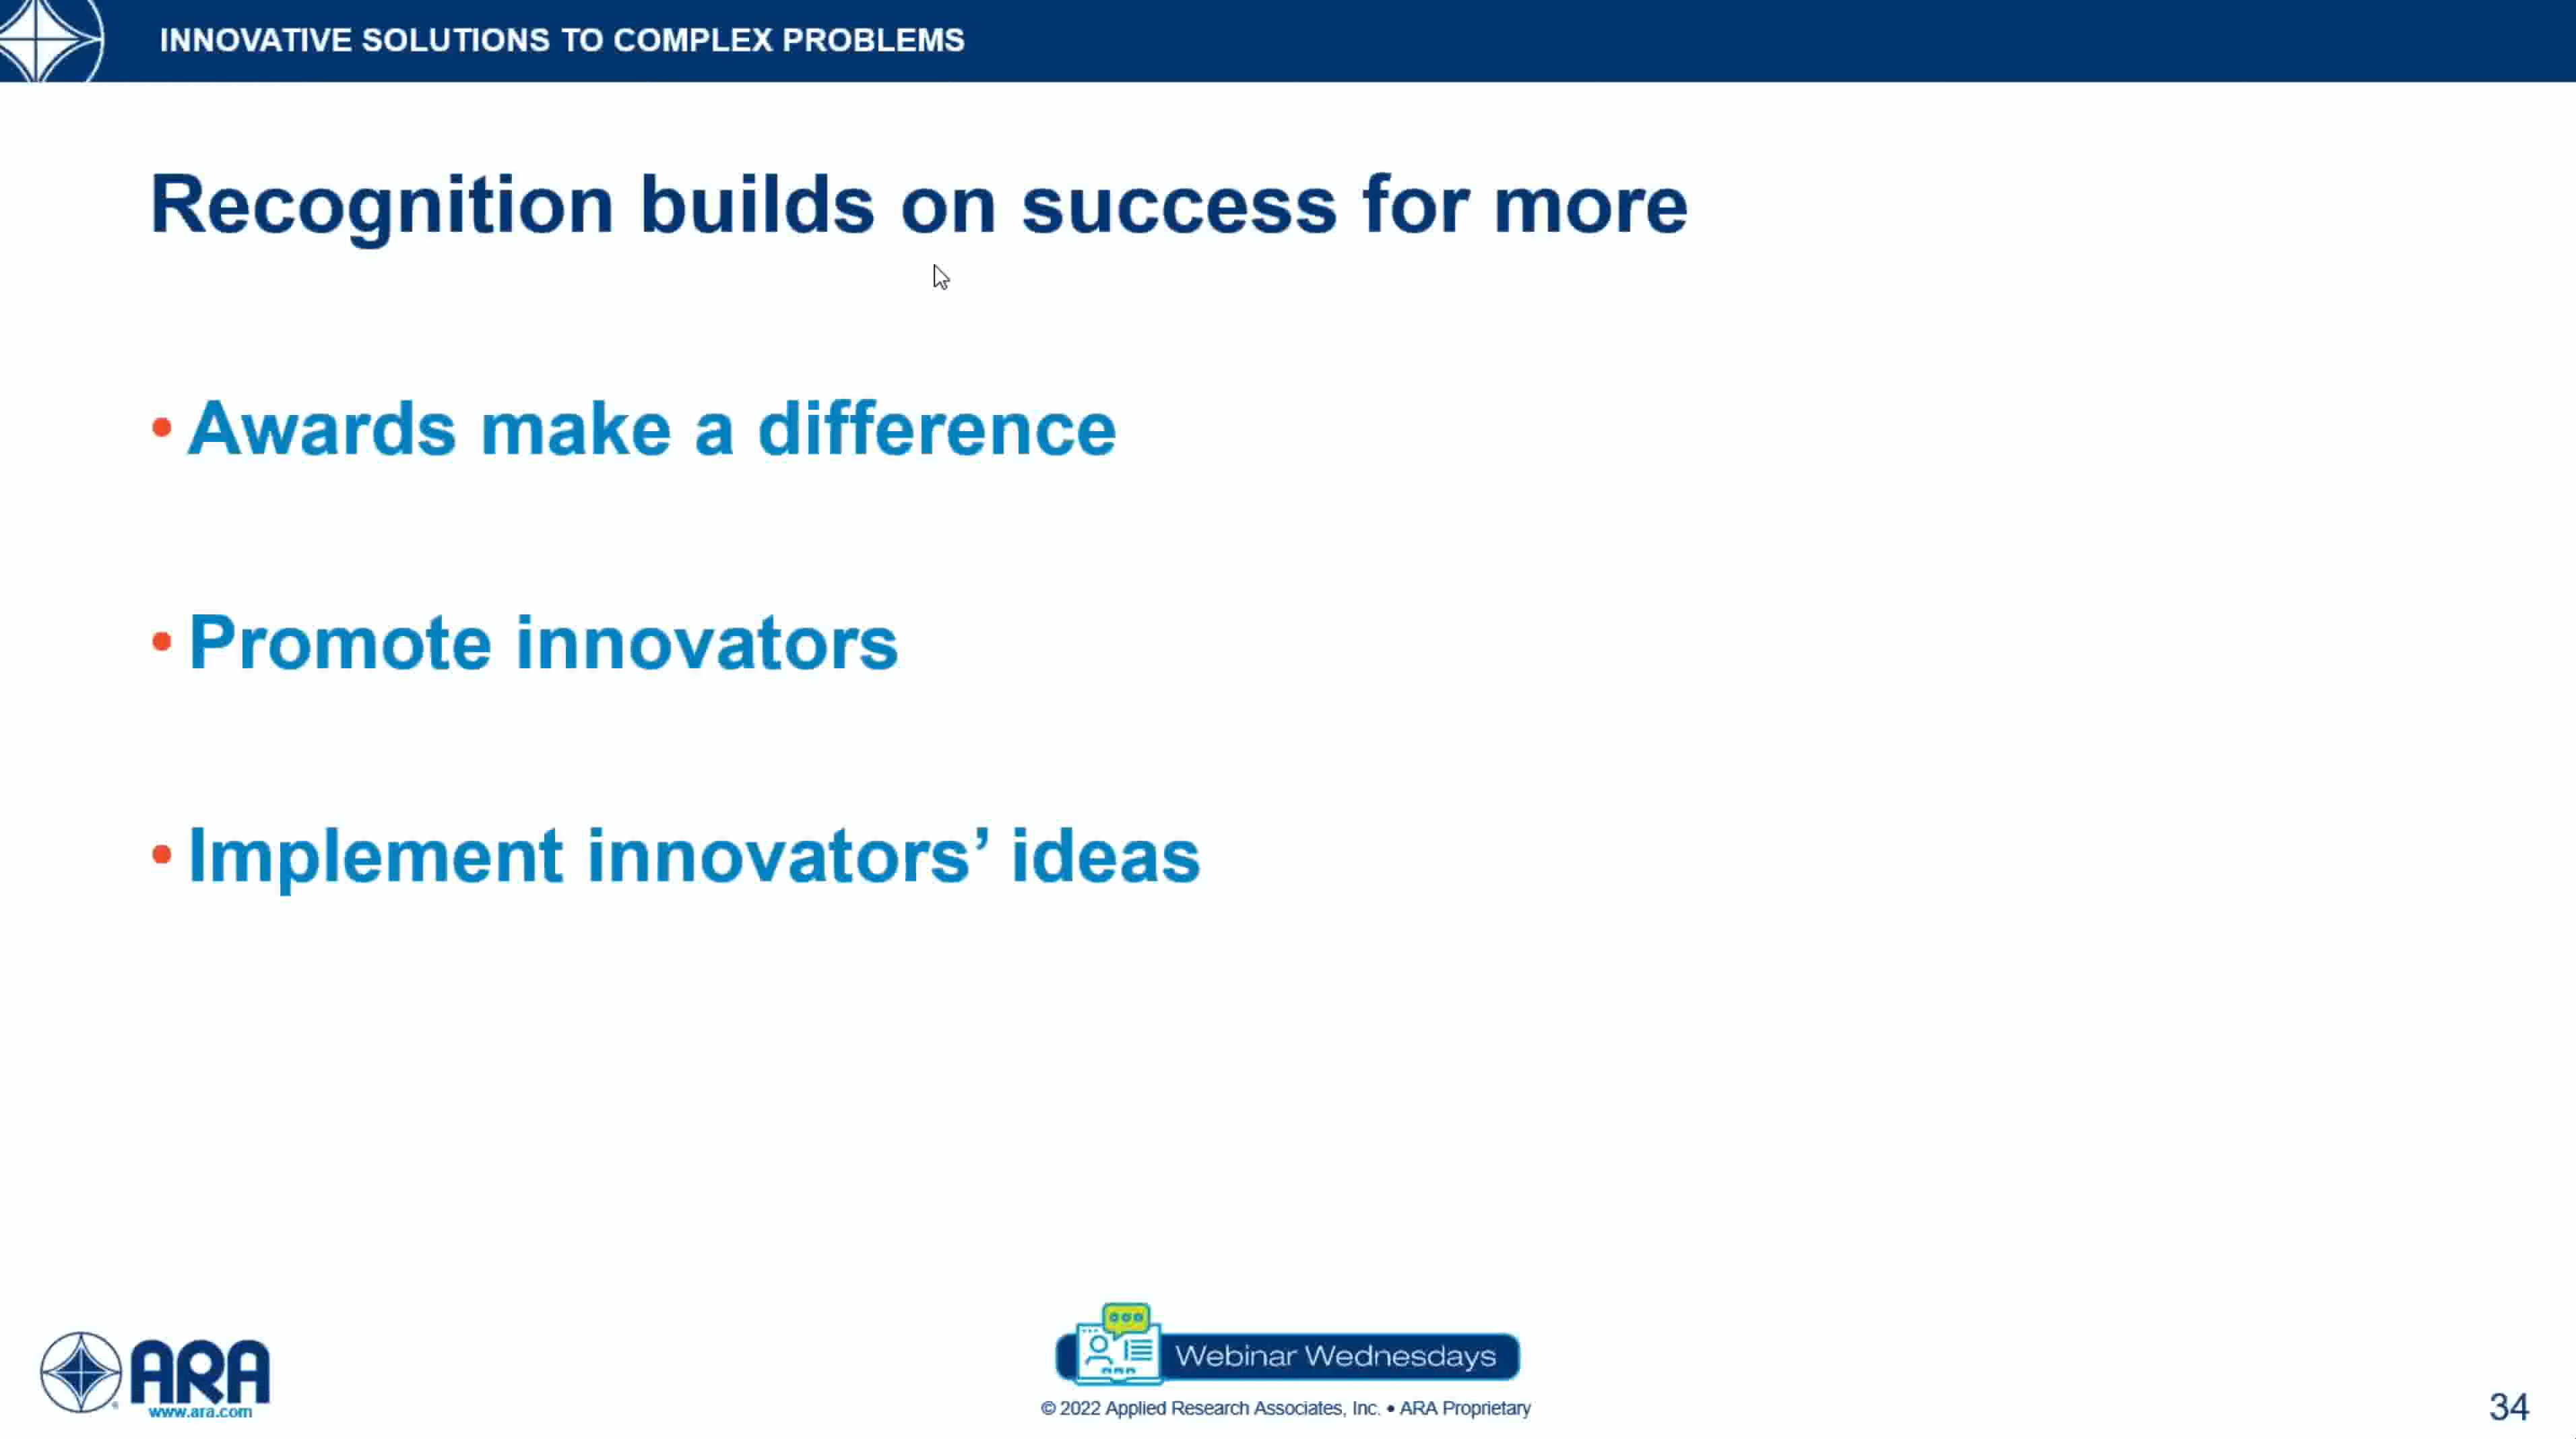 INNOVATIVE SOLUTIONS TO COMPLEX PROBLEMS
Recognition builds on success for more
• Awards make a difference
• Promote innovators
• Implement innovators’ ideas
ARA
www.ara.com
Webinar Wednesdays
© 2022 Applied Research Associates, Inc. • ARA Proprietary
34